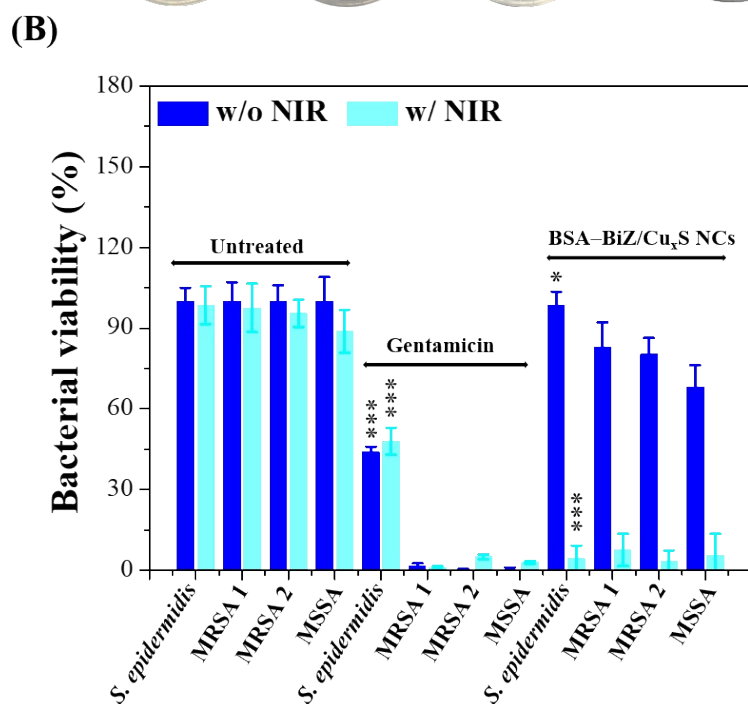 (B)
180
150
120
90
60
30
0
Bacterial viability (%)
w/o NIR
w/ NIR
Untreated
Gentamicin
BSA–BiZ/CuxS NCs
***
***
*
***
S. epidermidis
MRSA 1
MRSA 2
MSSA
S. epidermidis
MRSA 1
MRSA 2
MSSA
S. epidermidis
MRSA 1
MRSA 2
MSSA